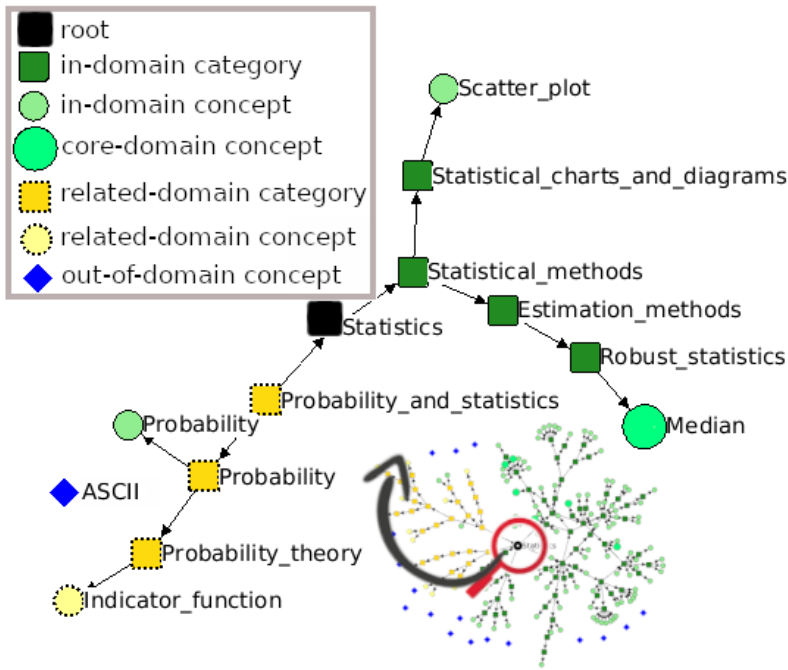 root
in-domain category
in-domain concept
core-domain concept
related-domain category
related-domain concept
out-of-domain concept
Scatter_plot
Statistical_charts_and_diagrams
Statistical_methods
Estimation_methods
Statistics
Robust_statistics
Probability_and_statistics
Probability
Median
Probability
ASCII
Probability_theory
Indicator_function